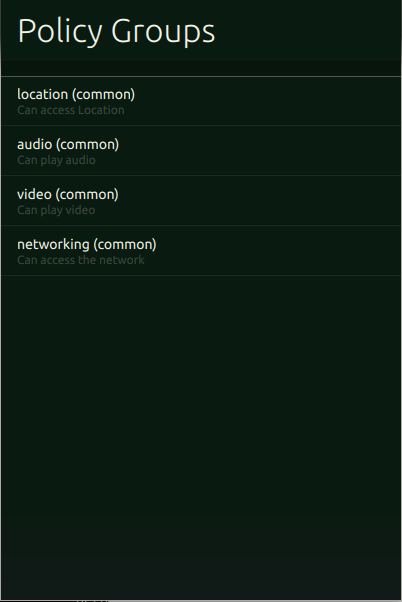 Policy Groups
location (common)
Can access Location
audio (common)
Can play audio
video (common)
Can play video
networking (common)
Can access the network